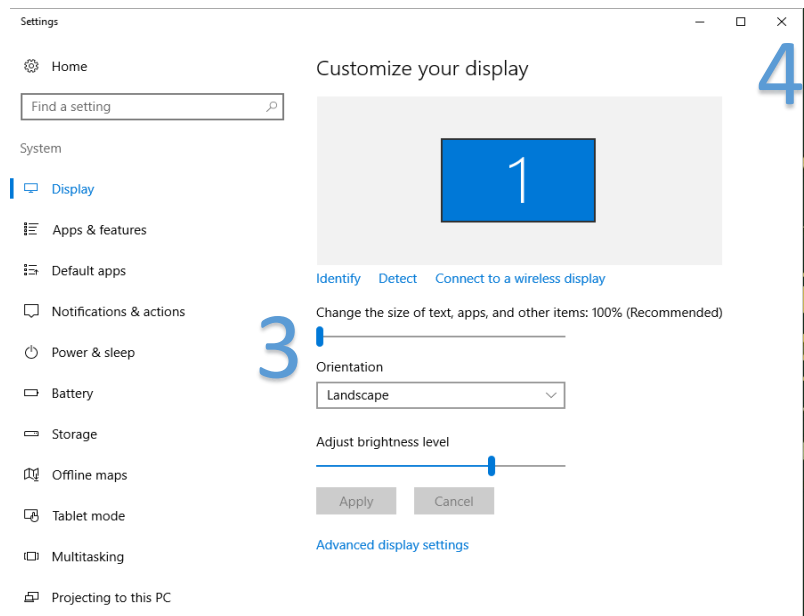 Settings
Home
Find a setting
System
Display
Apps & features
Default apps
Notifications & actions
Power & sleep
Battery
Storage
Offline maps
Tablet mode
Multitasking
Projecting to this PC
Customize your display
4
1
Identify Detect Connect to a wireless display
Change the size of text, apps, and other items: 100% (Recommended)
3
Orientation
Landscape
Adjust brightness level
Apply Cancel
Advanced display settings